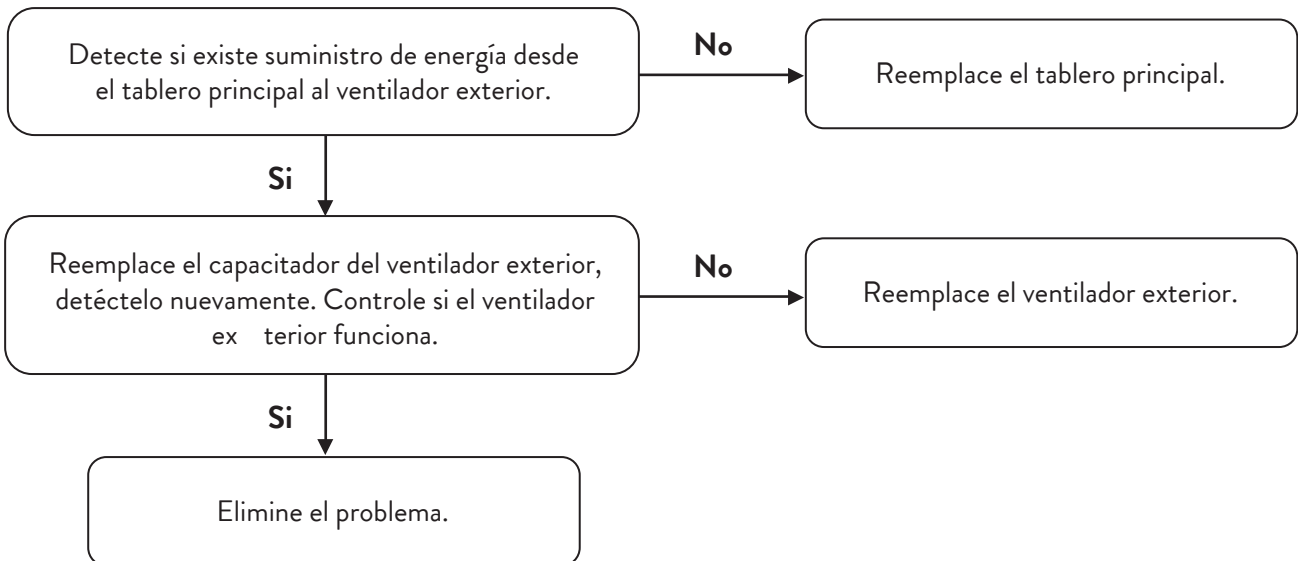 Detecte si existe suministro de energía desde
el tablero principal al ventilador exterior.
No
Reemplace el tablero principal.
Si
Reemplace el capacitador del ventilador exterior,
detéctelo nuevamente. Controle si el ventilador
ex terior funciona.
No
Reemplace el ventilador exterior.
Si
Elimine el problema.